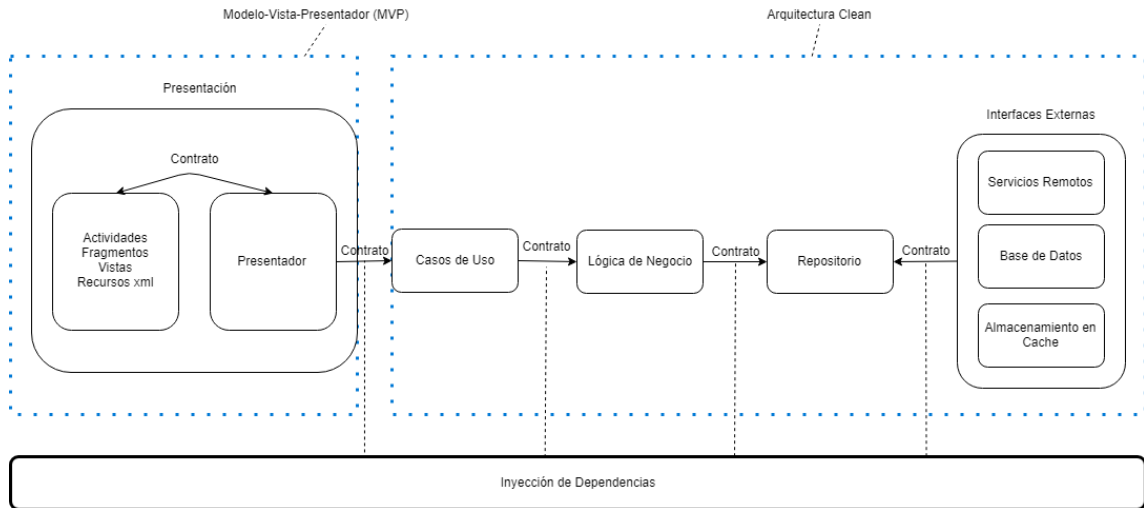 Modelo-Vista-Presentador (MVP)
Arquitectura Clean
Presentación
Interfaces Externas
Contrato
Servicios Remotos
Actividades
Fragmentos
Vistas
Recursos xml
Presentador
Contrato
Casos de Uso
Contrato
Lógica de Negocio
Contrato
Repositorio
Contrato
Base de Datos
Almacenamiento en
Cache
Inyección de Dependencias